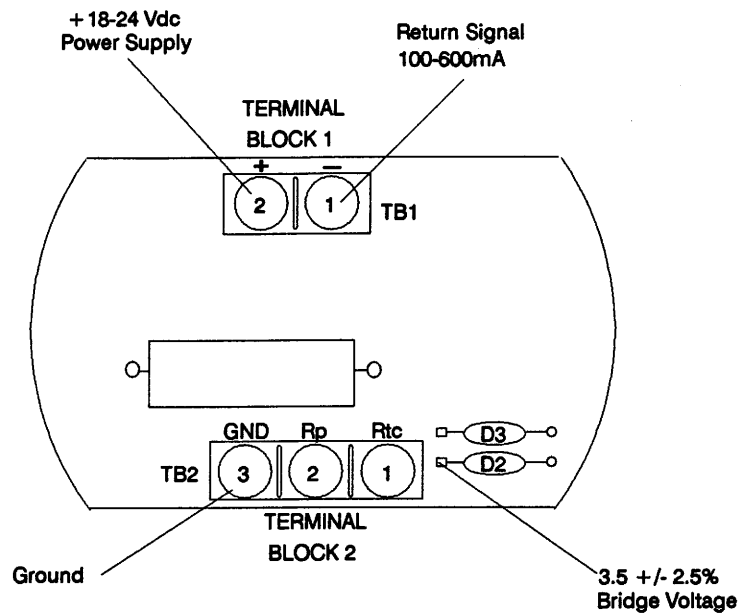 +18-24 Vdc
Power Supply
Return Signal
100-600mA
TERMINAL
BLOCK 1
+ −
2 1 TB1
GND Rp Rtc
D3
TB2 3 2 1
D2
TERMINAL
BLOCK 2
Ground
3.5 +/- 2.5%
Bridge Voltage